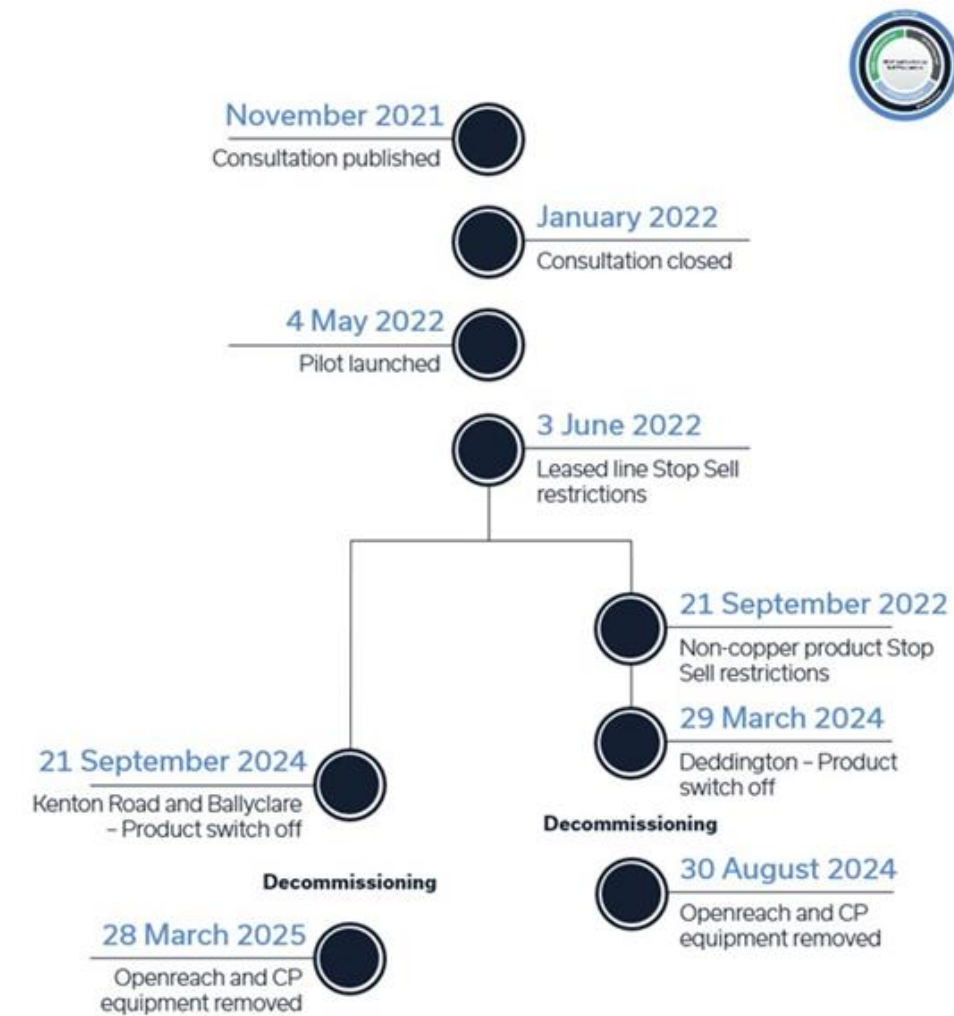 November 2021
Consultation published
January 2022
Consultation closed
4 May 2022
Pilot launched
3 June 2022
Leased line Stop Sell
restrictions
21 September 2022
Non-copper product Stop
Sell restrictions
29 March 2024
Deddington – Product
switch off
21 September 2024
Kenton Road and Ballyclare
– Product switch off
Decommissioning
30 August 2024
Openreach and CP
equipment removed
Decommissioning
28 March 2025
Openreach and CP
equipment removed